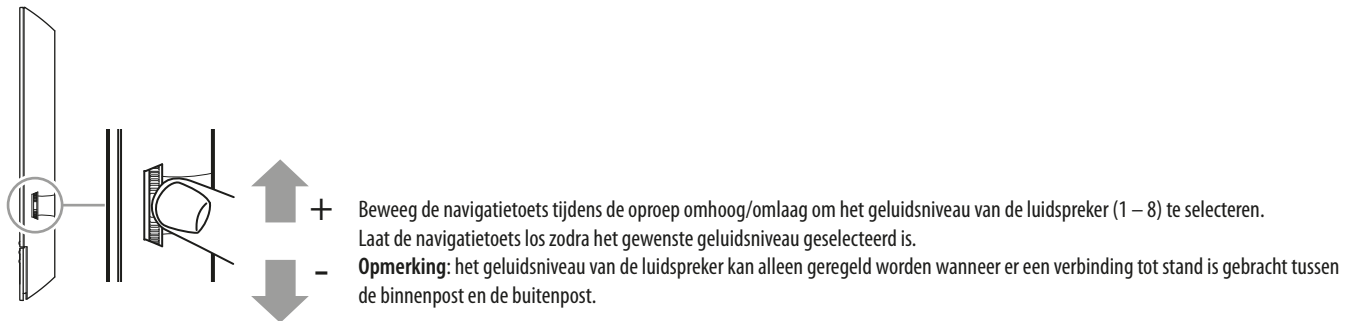 +
Beweeg de navigatietoets tijdens de oproep omhoog/omlaag om het geluidsniveau van de luidspreker (1 – 8) te selecteren.
Laat de navigatietoets los zodra het gewenste geluidsniveau geselecteerd is.
-
Opmerking: het geluidsniveau van de luidspreker kan alleen geregeld worden wanneer er een verbinding tot stand is gebracht tussen
de binnenpost en de buitenpost.